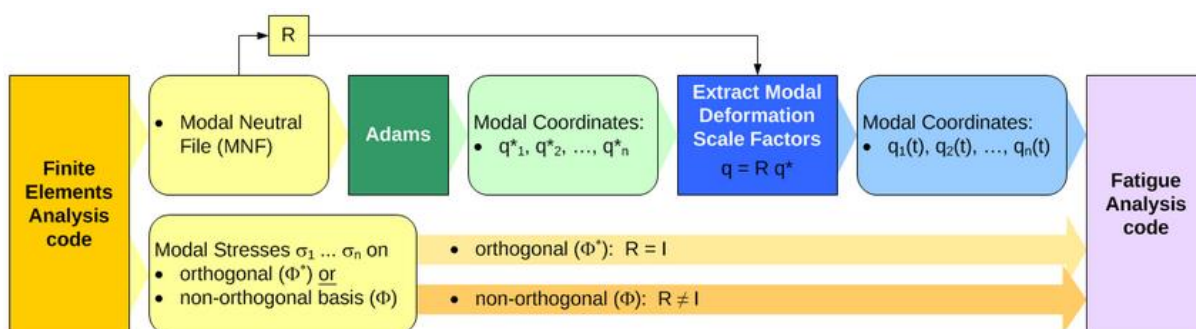 R
Finite
Elements
Analysis
code
• Modal Neutral
File (MNF)
Adams
Modal Coordinates:
• q*1, q*2, …, q*n
Extract Modal
Deformation
Scale Factors
q = R q*
Modal Coordinates:
• q1(t), q2(t), …, qn(t)
Fatigue
Analysis
code
Modal Stresses σ1 ... σn on
• orthogonal (Φ*) or
• non-orthogonal basis (Φ)
• orthogonal (Φ*): R = I
• non-orthogonal (Φ): R ≠ I